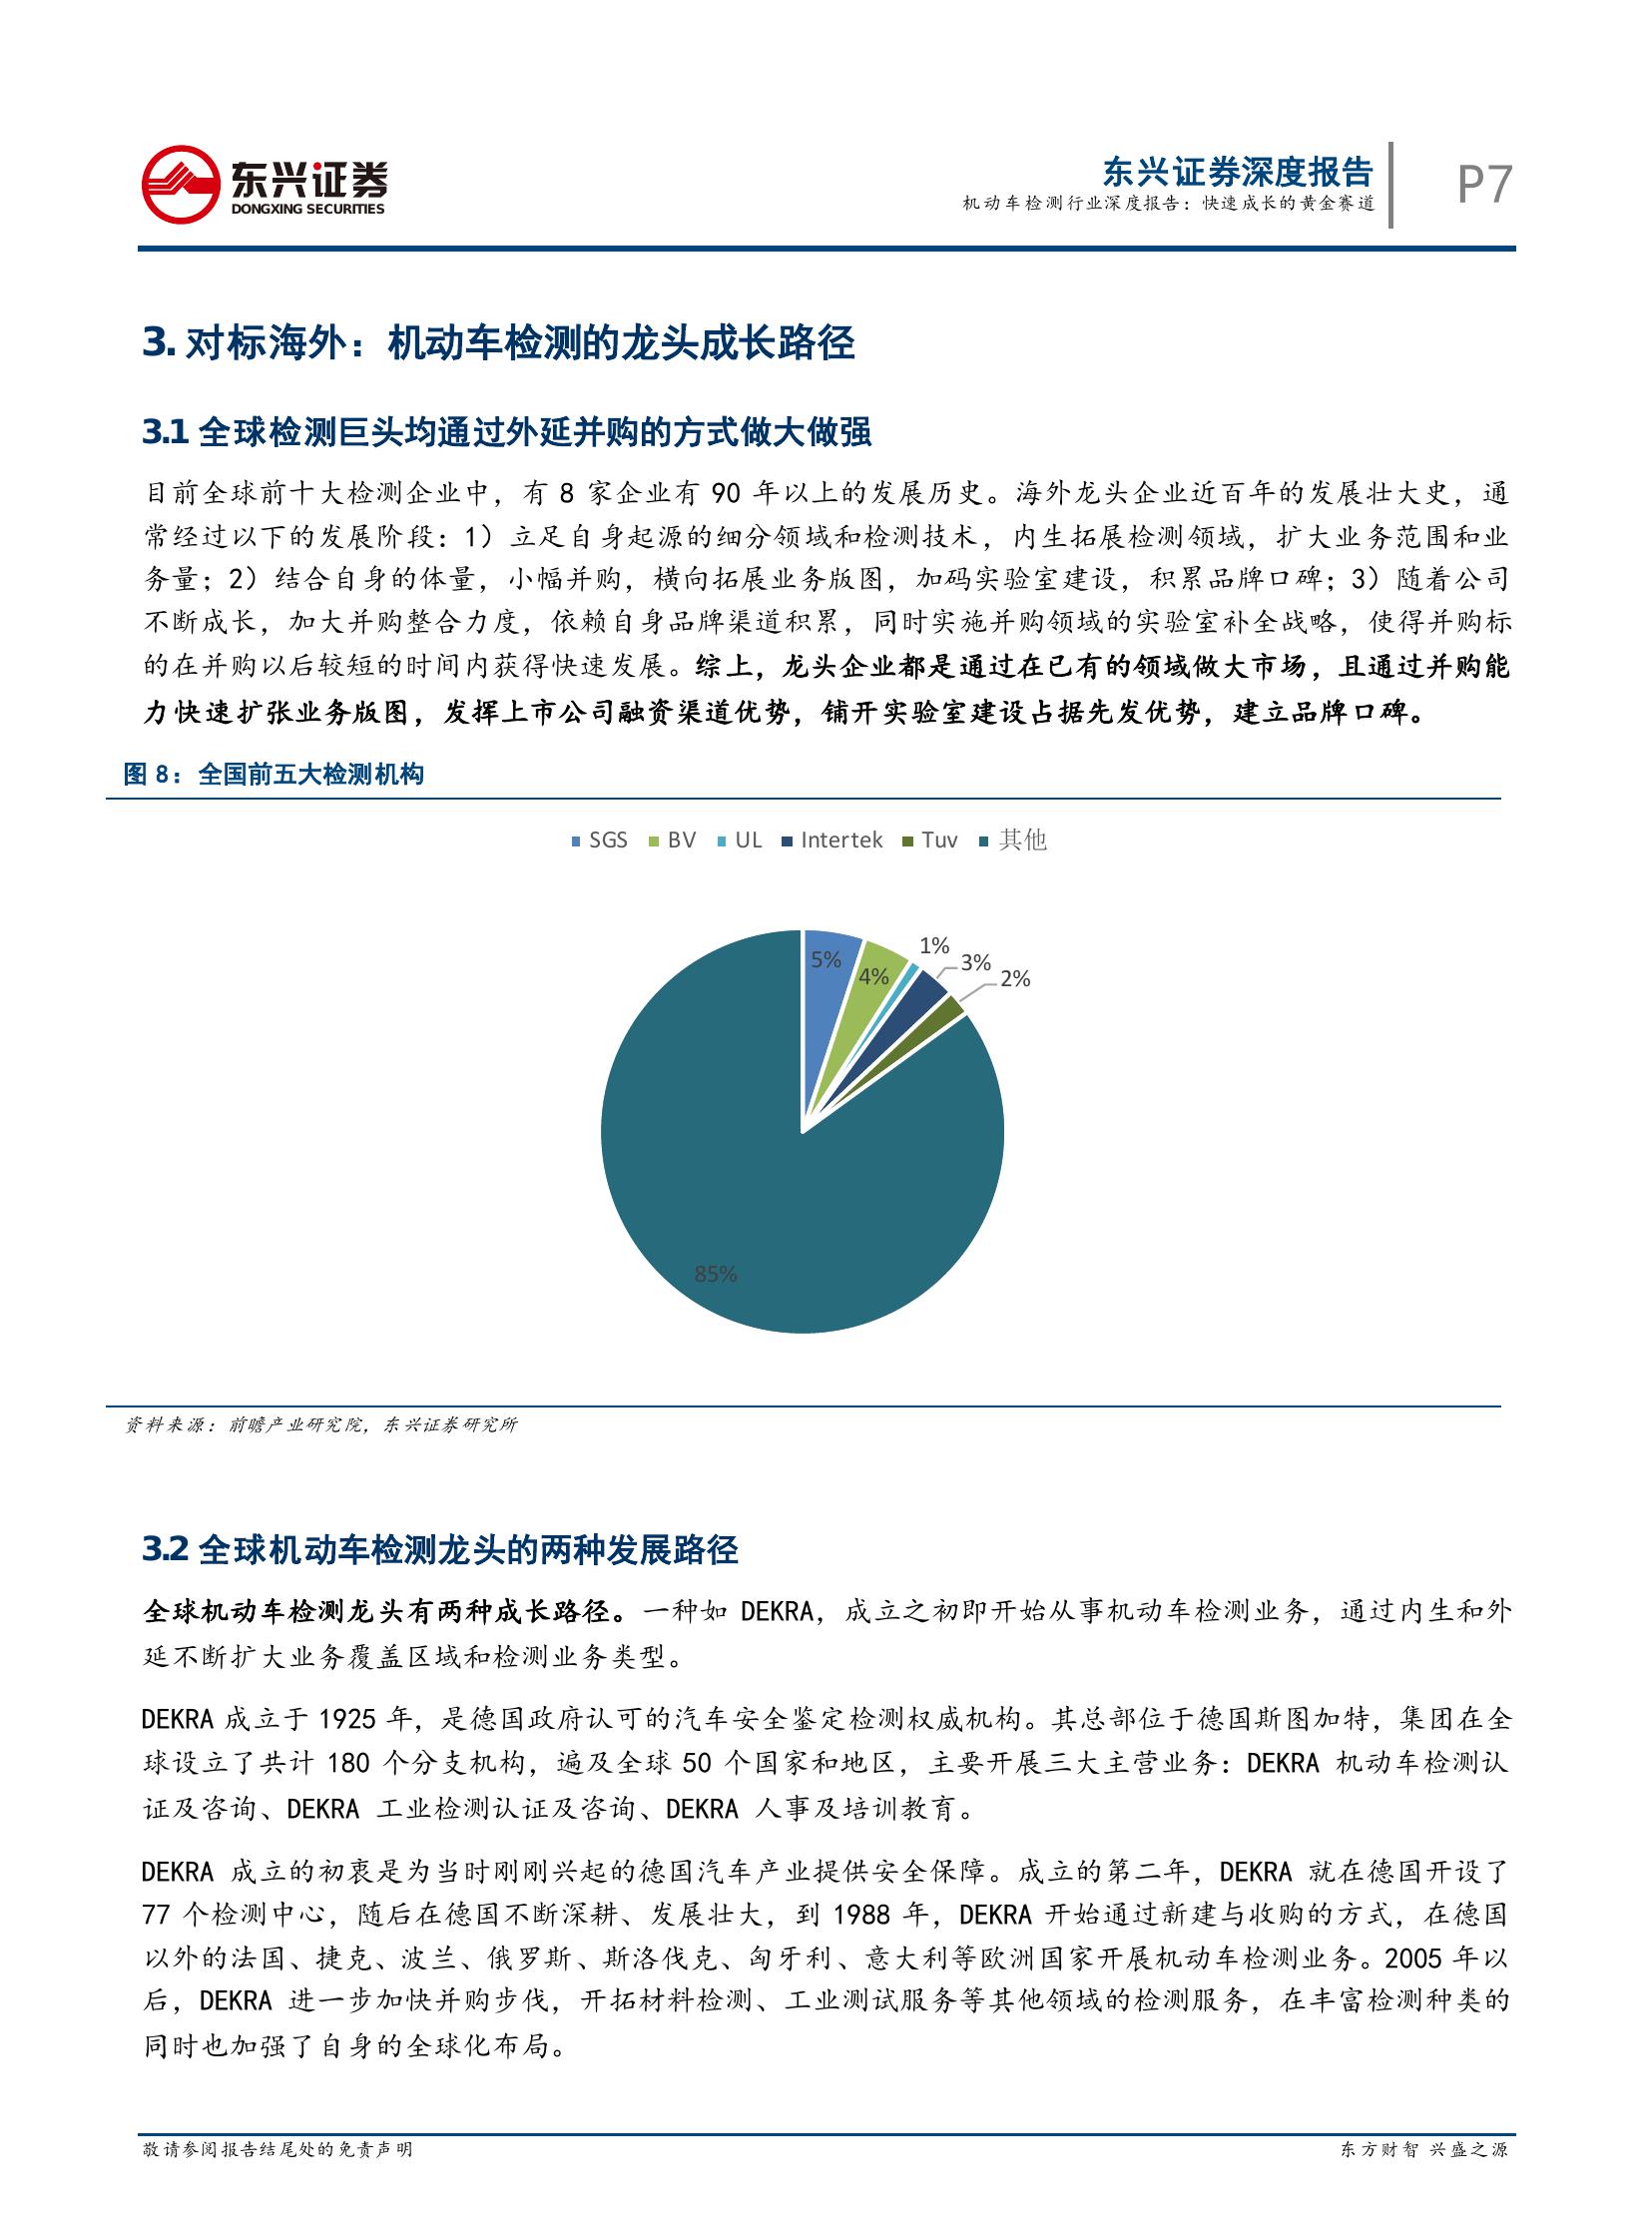 东兴证券
DONGXING SECURITIES
东兴证券深度报告
机动车检测行业深度报告：快速成长的黄金赛道
P7
3. 对标海外：机动车检测的龙头成长路径
3.1 全球检测巨头均通过外延并购的方式做大做强
目前全球前十大检测企业中，有 8 家企业有 90 年以上的发展历史。海外龙头企业近百年的发展壮大史，通
常经过以下的发展阶段：1）立足自身起源的细分领域和检测技术，内生拓展检测领域，扩大业务范围和业
务量；2）结合自身的体量，小幅并购，横向拓展业务版图，加码实验室建设，积累品牌口碑；3）随着公司
不断成长，加大并购整合力度，依赖自身品牌渠道积累，同时实施并购领域的实验室补全战略，使得并购标
的在并购以后较短的时间内获得快速发展。综上，龙头企业都是通过在已有的领域做大市场，且通过并购能
力快速扩张业务版图，发挥上市公司融资渠道优势，铺开实验室建设占据先发优势，建立品牌口碑。
图 8：全国前五大检测机构
SGS BV UL Intertek Tuv 其他
5%
4%
1%
3%
2%
85%
资料来源：前瞻产业研究院，东兴证券研究所
3.2 全球机动车检测龙头的两种发展路径
全球机动车检测龙头有两种成长路径。一种如 DEKRA，成立之初即开始从事机动车检测业务，通过内生和外
延不断扩大业务覆盖区域和检测业务类型。
DEKRA 成立于 1925 年，是德国政府认可的汽车安全鉴定检测权威机构。其总部位于德国斯图加特，集团在全
球设立了共计 180 个分支机构，遍及全球 50 个国家和地区，主要开展三大主营业务：DEKRA 机动车检测认
证及咨询、DEKRA 工业检测认证及咨询、DEKRA 人事及培训教育。
DEKRA 成立的初衷是为当时刚刚兴起的德国汽车产业提供安全保障。成立的第二年，DEKRA 就在德国开设了
77 个检测中心，随后在德国不断深耕、发展壮大，到 1988 年，DEKRA 开始通过新建与收购的方式，在德国
以外的法国、捷克、波兰、俄罗斯、斯洛伐克、匈牙利、意大利等欧洲国家开展机动车检测业务。2005 年以
后，DEKRA 进一步加快并购步伐，开拓材料检测、工业测试服务等其他领域的检测服务，在丰富检测种类的
同时也加强了自身的全球化布局。
敬请参阅报告结尾处的免责声明
东方财智 兴盛之源